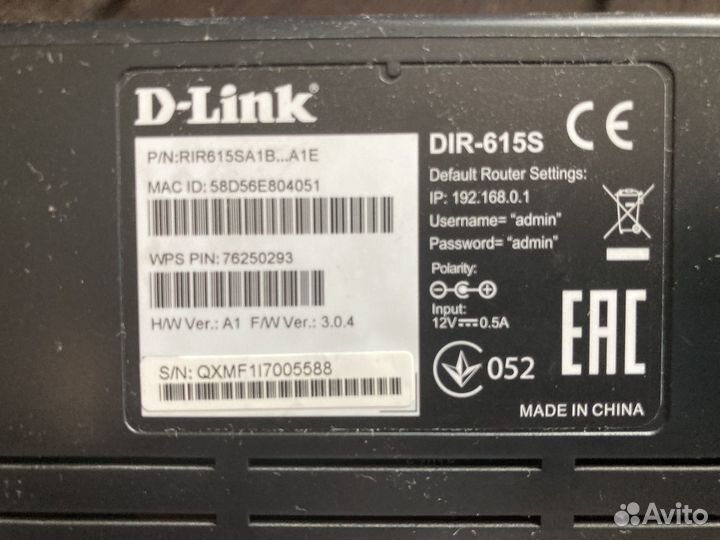 D-Link
P/N:RIR615SA1B...A1E
MAC ID: 58D56E804051
WPS PIN: 76250293
H/W Ver.: A1 F/W Ver.: 3.0.4
S/N: QXMF1I7005588
DIR-615S
CE
Default Router Settings:
IP: 192.168.0.1
Username= “admin”
Password= “admin”
Polarity:
Input:
12V⎓0.5A
052
EAC
MADE IN CHINA
Avito